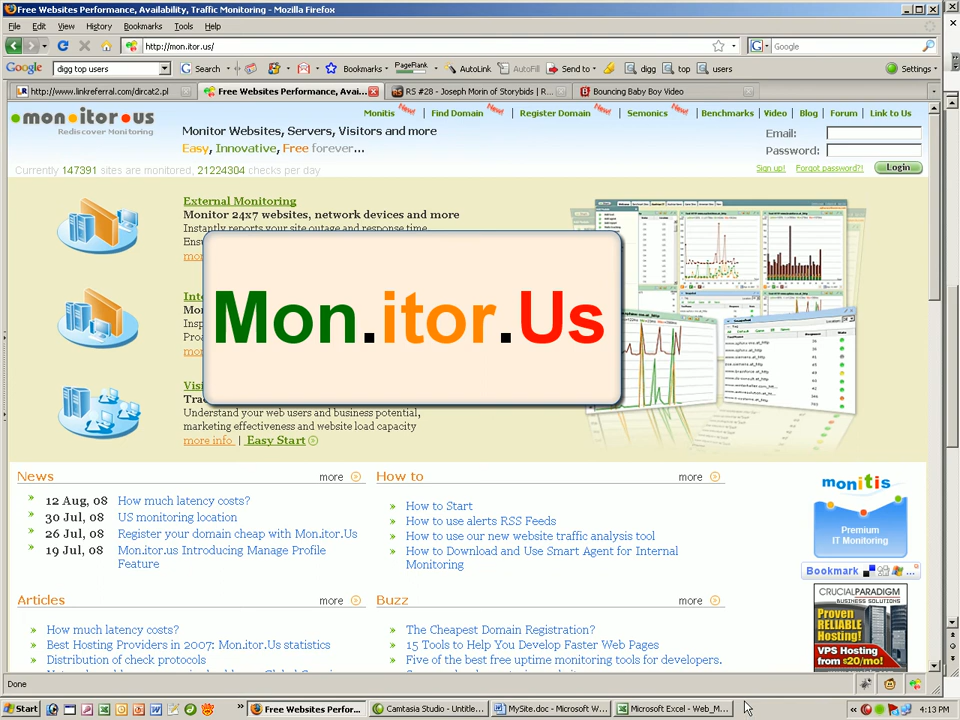 Free Websites Performance, Availability, Traffic Monitoring - Mozilla Firefox
File Edit View History Bookmarks Tools Help
http://mon.itor.us/
Google
Google
digg top users
Search
Bookmarks
PageRank
AutoLink
AutoFill
Send to
digg
top
users
Settings
http://www.linkreferral.com/dircat2.pl
Free Websites Performance, Avai...
RS #28 - Joseph Morin of Storybids | R...
Bouncing Baby Boy Video
mon.itor.us
Rediscover Monitoring
Monitis New Find Domain New Register Domain New Semonics New Benchmarks Video Blog Forum Link to Us
Monitor Websites, Servers, Visitors and more
Easy, Innovative, Free forever...
Email:
Password:
Currently 147391 sites are monitored, 21224304 checks per day
Sign up! Forgot password?! Login
External Monitoring
Monitor 24x7 websites, network devices and more
Instantly reports your site outage and response time.
Mon.itor.Us
Understand your web users and business potential,
marketing effectiveness and website load capacity
more info | Easy Start
News more
12 Aug, 08 How much latency costs?
30 Jul, 08 US monitoring location
26 Jul, 08 Register your domain cheap with Mon.itor.Us
19 Jul, 08 Mon.itor.us Introducing Manage Profile
Feature
How to more
How to Start
How to use alerts RSS Feeds
How to use our new website traffic analysis tool
How to Download and Use Smart Agent for Internal
Monitoring
monitis
Premium
IT Monitoring
Bookmark ...
CRUCIALPARADIGM
BUSINESS SOLUTIONS
Proven
RELIABLE
Hosting!
VPS Hosting
from $20/mo!
Articles more
How much latency costs?
Best Hosting Providers in 2007: Mon.itor.Us statistics
Distribution of check protocols
Buzz more
The Cheapest Domain Registration?
15 Tools to Help You Develop Faster Web Pages
Five of the best free uptime monitoring tools for developers.
Done
Start
Free Websites Perfor...
Camtasia Studio - Untitle...
MySite.doc - Microsoft W...
Microsoft Excel - Web_M...
4:13 PM